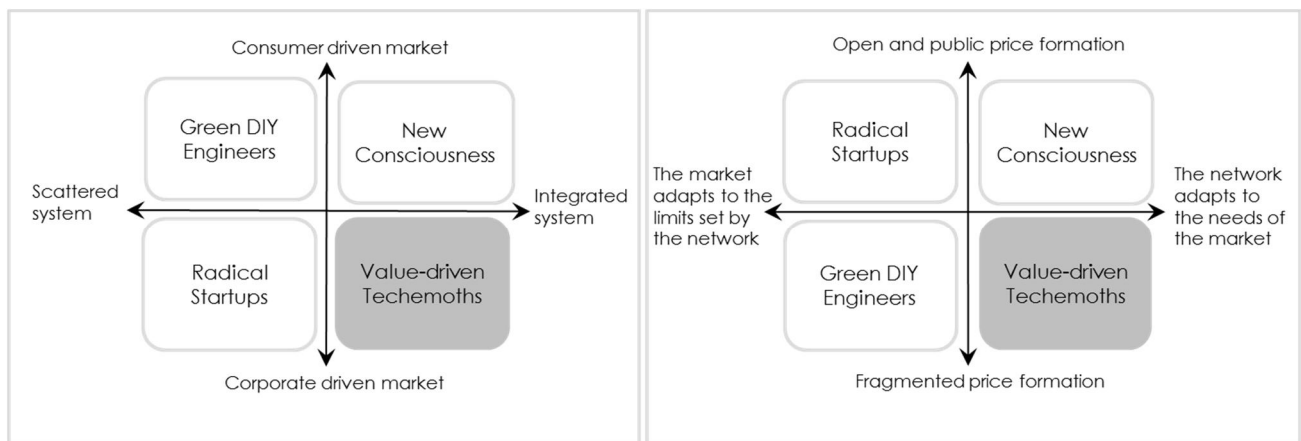 Consumer driven market
Green DIY
Engineers
New
Consciousness
Scattered
system
Integrated
system
Radical
Startups
Value-driven
Techemoths
Corporate driven market
Open and public price formation
Radical
Startups
New
Consciousness
The market
adapts to the
limits set by
the network
The network
adapts to
the needs of
the market
Green DIY
Engineers
Value-driven
Techemoths
Fragmented price formation